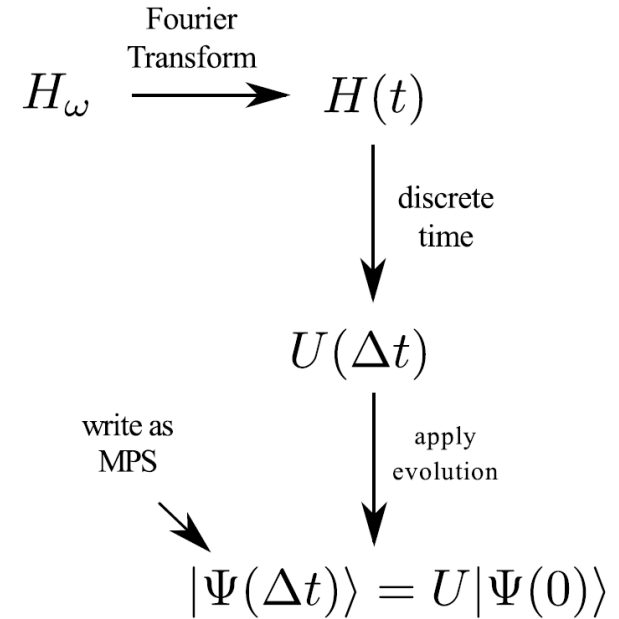 Fourier
Transform
H_ω
H(t)
discrete
time
U(Δt)
write as
MPS
apply
evolution
|Ψ(Δt)⟩ = U|Ψ(0)⟩